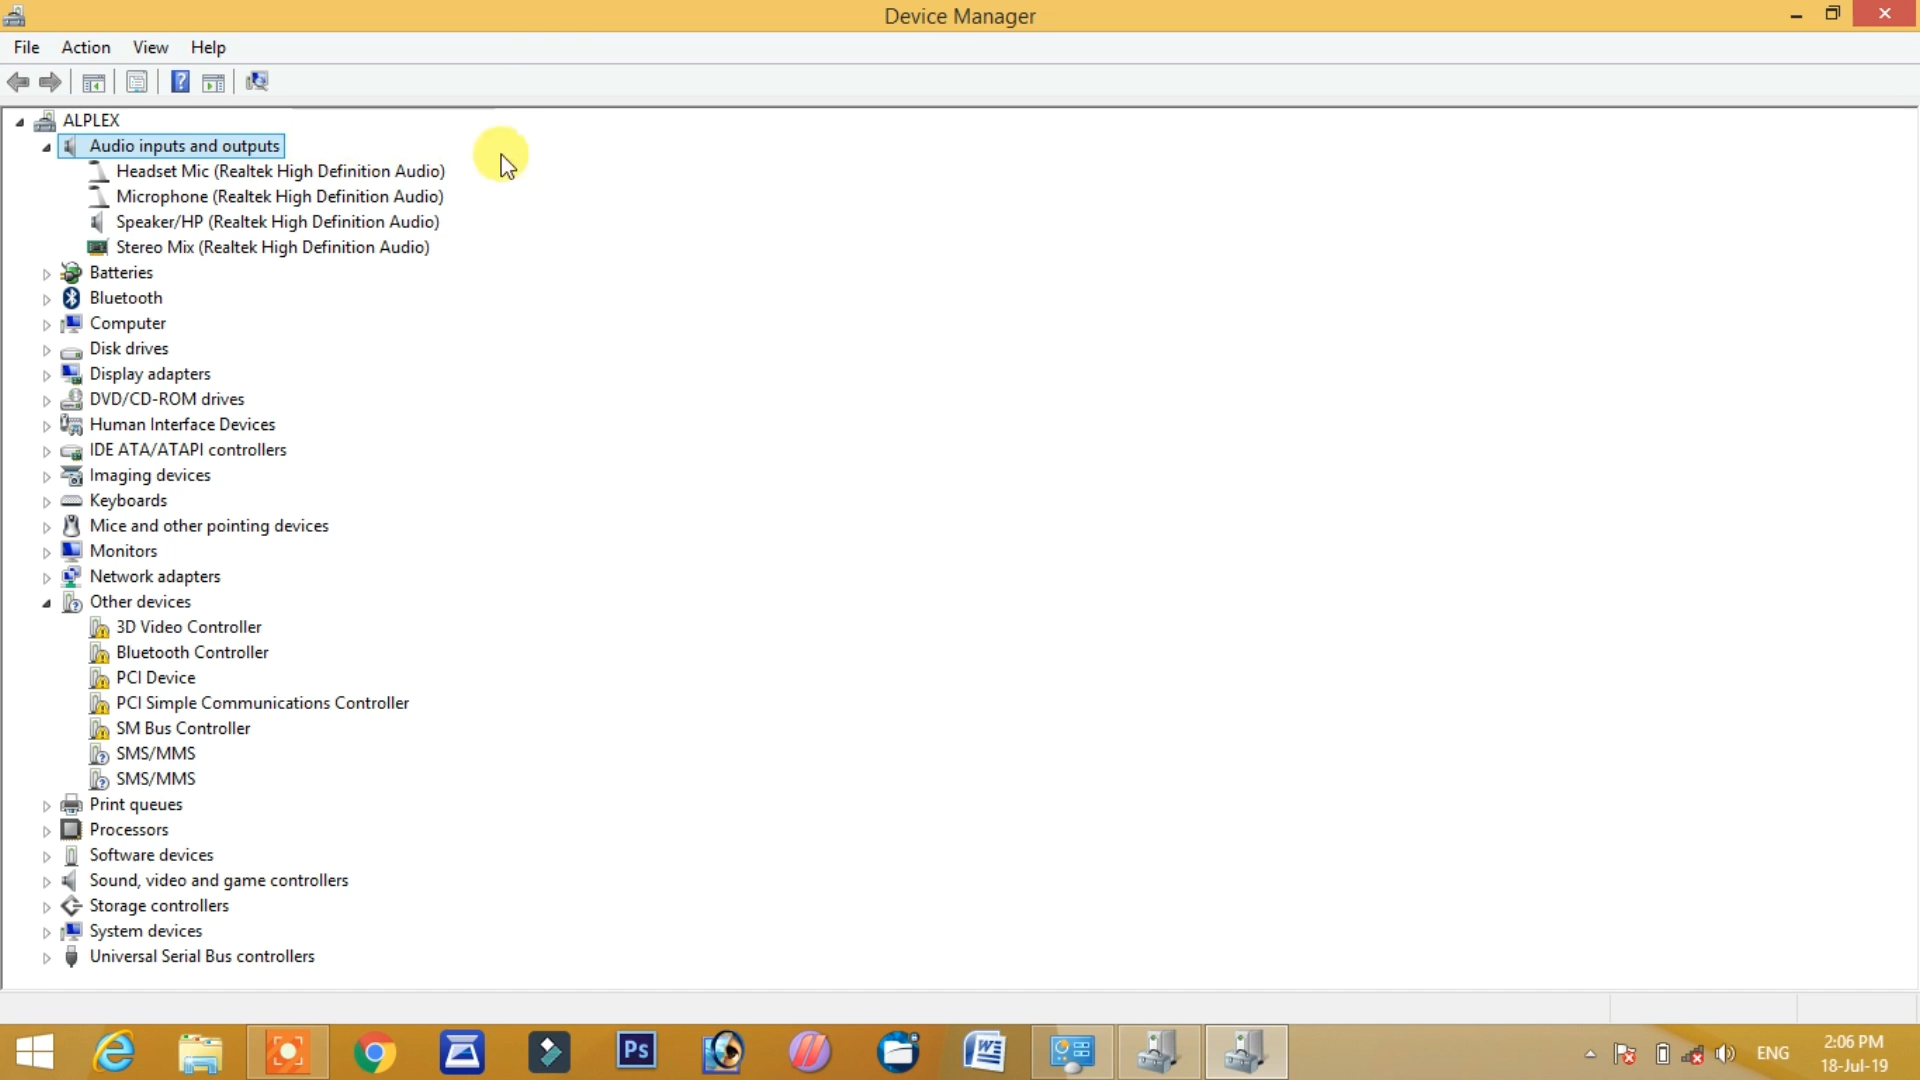 Device Manager
File Action View Help
ALPLEX
Audio inputs and outputs
Headset Mic (Realtek High Definition Audio)
Microphone (Realtek High Definition Audio)
Speaker/HP (Realtek High Definition Audio)
Stereo Mix (Realtek High Definition Audio)
Batteries
Bluetooth
Computer
Disk drives
Display adapters
DVD/CD-ROM drives
Human Interface Devices
IDE ATA/ATAPI controllers
Imaging devices
Keyboards
Mice and other pointing devices
Monitors
Network adapters
Other devices
3D Video Controller
Bluetooth Controller
PCI Device
PCI Simple Communications Controller
SM Bus Controller
SMS/MMS
SMS/MMS
Print queues
Processors
Software devices
Sound, video and game controllers
Storage controllers
System devices
Universal Serial Bus controllers
Ps
ENG
2:06 PM
18-Jul-19